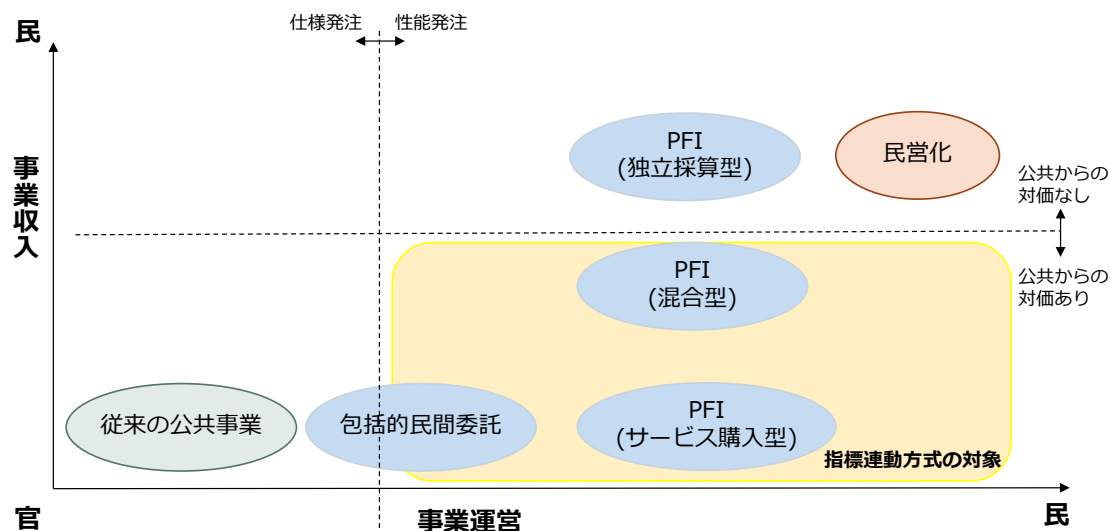 仕様発注
性能発注
民
事業収入
PFI
(独立採算型)
民営化
公共からの
対価なし
PFI
(混合型)
公共からの
対価あり
従来の公共事業
包括的民間委託
PFI
(サービス購入型)
指標連動方式の対象
官
事業運営
民